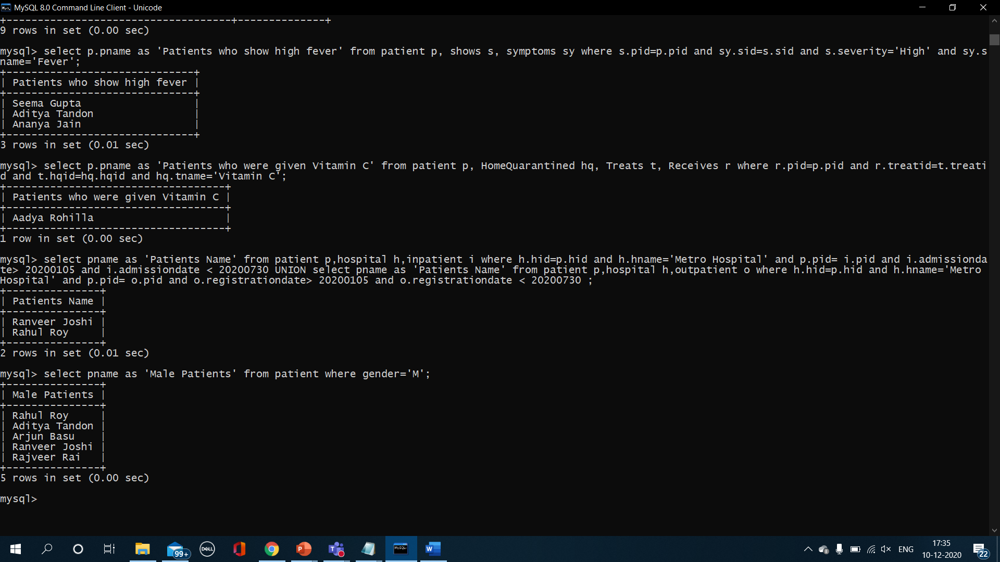 MySQL 8.0 Command Line Client - Unicode
+------------------------------------+--------------+
9 rows in set (0.00 sec)
mysql> select p.pname as 'Patients who show high fever' from patient p, shows s, symptoms sy where s.pid=p.pid and sy.sid=s.sid and s.severity='High' and sy.s
name='Fever';
+------------------------------+
| Patients who show high fever |
+------------------------------+
| Seema Gupta                  |
| Aditya Tandon                |
| Ananya Jain                  |
+------------------------------+
3 rows in set (0.01 sec)
mysql> select p.pname as 'Patients who were given Vitamin C' from patient p, HomeQuarantined hq, Treats t, Receives r where r.pid=p.pid and r.treatid=t.treati
d and t.hqid=hq.hqid and hq.tname='Vitamin C';
+-----------------------------------+
| Patients who were given Vitamin C |
+-----------------------------------+
| Aadya Rohilla                     |
+-----------------------------------+
1 row in set (0.00 sec)
mysql> select pname as 'Patients Name' from patient p,hospital h,inpatient i where h.hid=p.hid and h.hname='Metro Hospital' and p.pid= i.pid and i.admissionda
te> 20200105 and i.admissiondate < 20200730 UNION select pname as 'Patients Name' from patient p,hospital h,outpatient o where h.hid=p.hid and h.hname='Metro
Hospital' and p.pid= o.pid and o.registrationdate> 20200105 and o.registrationdate < 20200730 ;
+---------------+
| Patients Name |
+---------------+
| Ranveer Joshi |
| Rahul Roy     |
+---------------+
2 rows in set (0.01 sec)
mysql> select pname as 'Male Patients' from patient where gender='M';
+---------------+
| Male Patients |
+---------------+
| Rahul Roy     |
| Aditya Tandon |
| Arjun Basu    |
| Ranveer Joshi |
| Rajveer Rai   |
+---------------+
5 rows in set (0.00 sec)
mysql>
99+
DELL
P
T
MySQL
W
ENG
17:35
10-12-2020
22